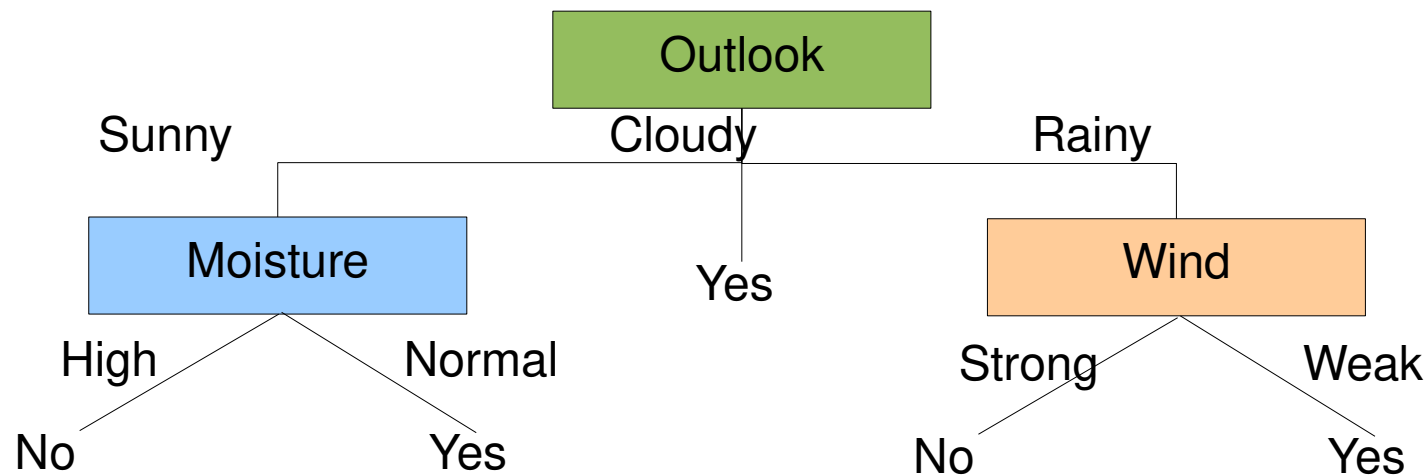 Outlook
Sunny Cloudy Rainy
Moisture Yes Wind
High Normal Strong Weak
No Yes No Yes